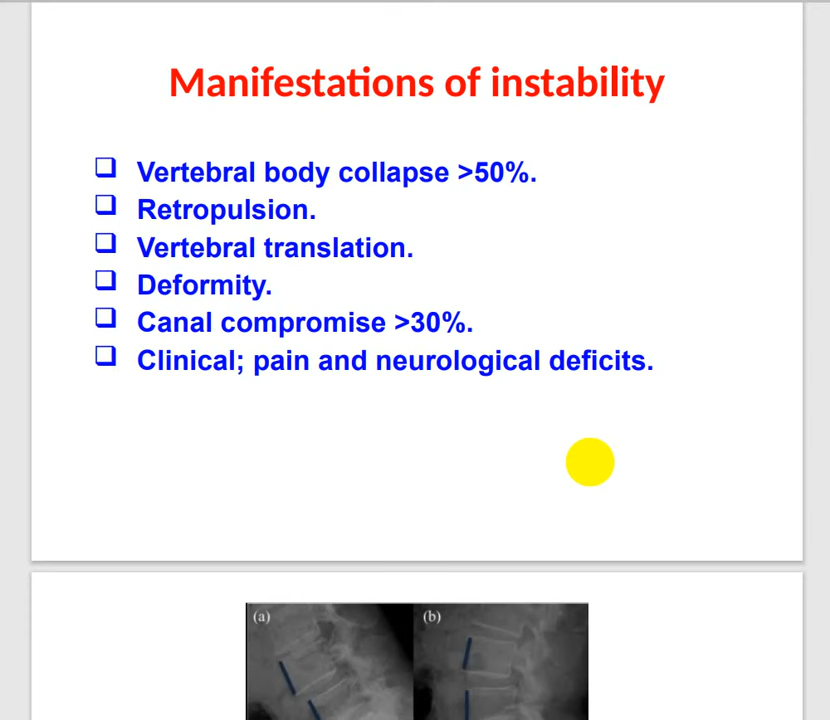 Manifestations of instability
Vertebral body collapse >50%.
Retropulsion.
Vertebral translation.
Deformity.
Canal compromise >30%.
Clinical; pain and neurological deficits.
(a) (b)